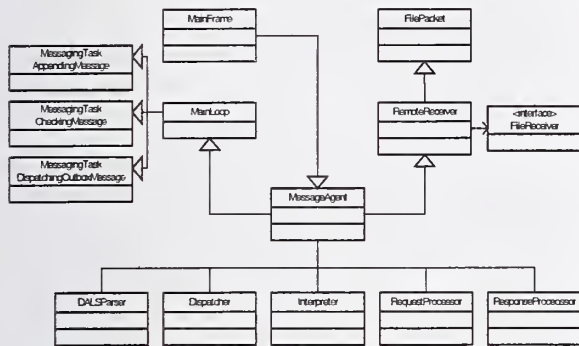 MainFrame
FilePacket
MessagingTask
AppendingMessage
MessagingTask
CheckingMessage
MainLoop
RemoteReceiver
<interface>
FileReceiver
MessagingTask
DispatchingOutboxMessage
MessageAgent
DALSParser
Dispatcher
Interpreter
RequestProcessor
ResponseProcessor